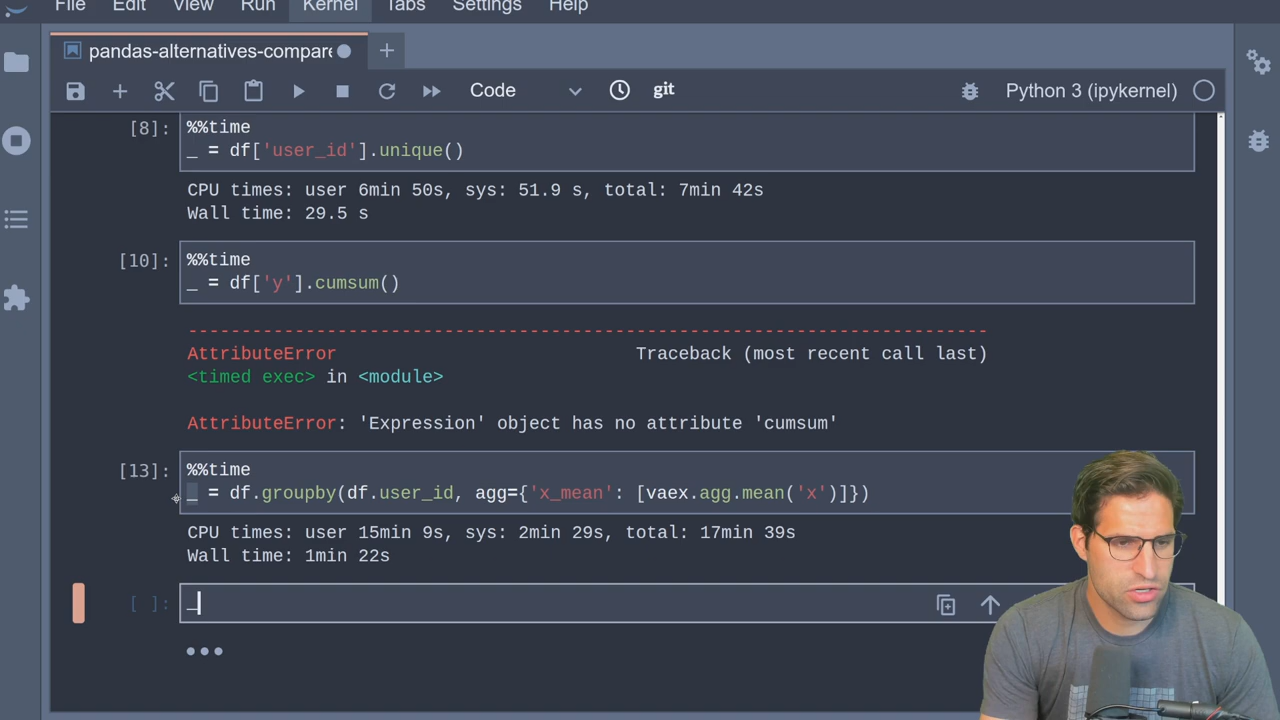 File Edit View Run Kernel Tabs Settings Help
pandas-alternatives-compare
Code git Python 3 (ipykernel)
[8]: %%time
_ = df['user_id'].unique()
CPU times: user 6min 50s, sys: 51.9 s, total: 7min 42s
Wall time: 29.5 s
[10]: %%time
_ = df['y'].cumsum()
---------------------------------------------------------------------------
AttributeError Traceback (most recent call last)
<timed exec> in <module>
AttributeError: 'Expression' object has no attribute 'cumsum'
[13]: %%time
_ = df.groupby(df.user_id, agg={'x_mean': [vaex.agg.mean('x')]})
CPU times: user 15min 9s, sys: 2min 29s, total: 17min 39s
Wall time: 1min 22s
[ ]: _